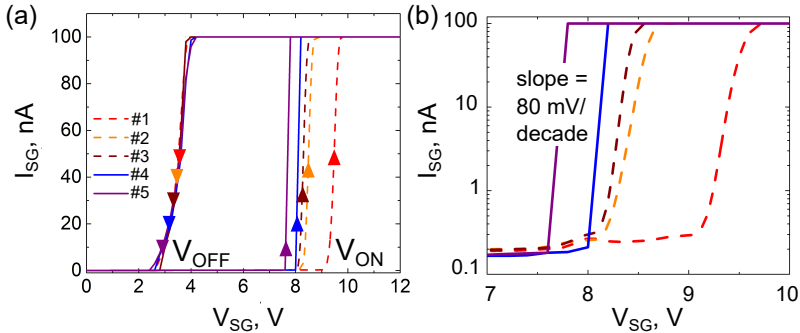 (a)
100
80
60
40
20
0
I_SG, nA
#1
#2
#3
#4
#5
V_OFF
V_ON
0 2 4 6 8 10 12
V_SG, V
(b)
100
10
1
0.1
I_SG, nA
slope =
80 mV/
decade
7 8 9 10
V_SG, V